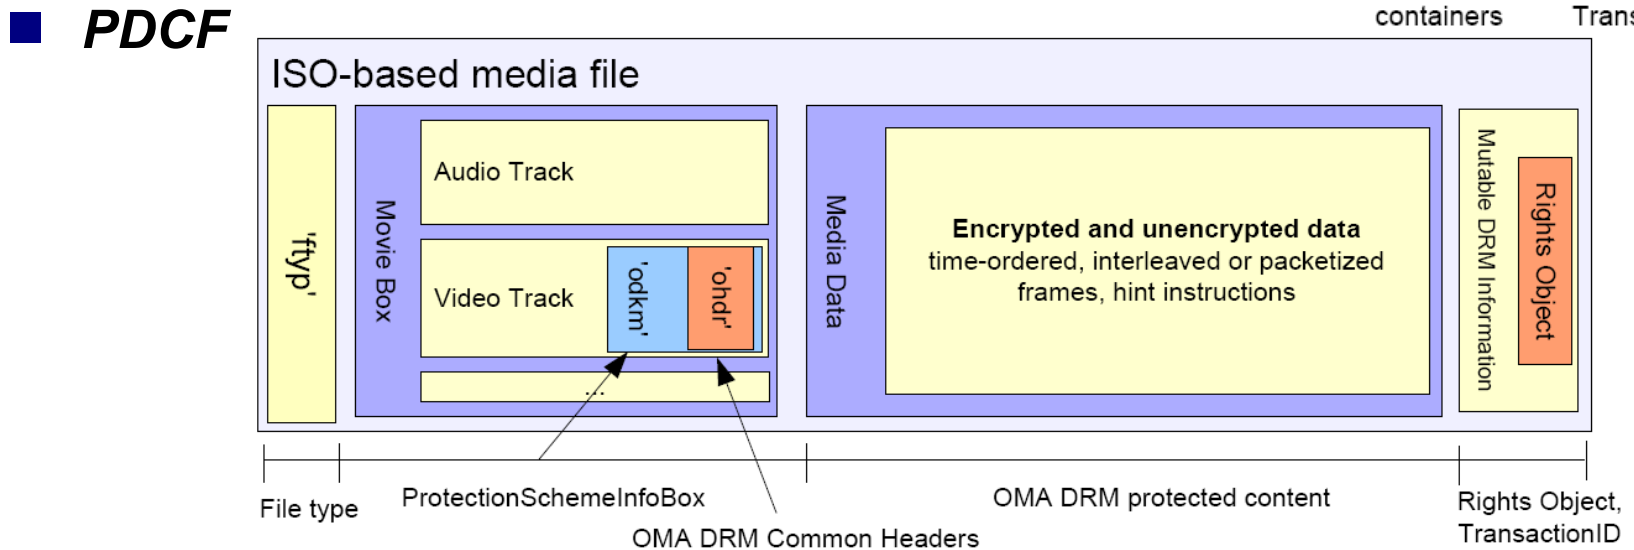 containers Trans
PDCF
ISO-based media file
'ftyp'
Movie Box
Audio Track
Video Track
'odkm'
'ohdr'
...
Media Data
Encrypted and unencrypted data
time-ordered, interleaved or packetized
frames, hint instructions
Mutable DRM Information
Rights Object
File type
ProtectionSchemeInfoBox
OMA DRM Common Headers
OMA DRM protected content
Rights Object,
TransactionID